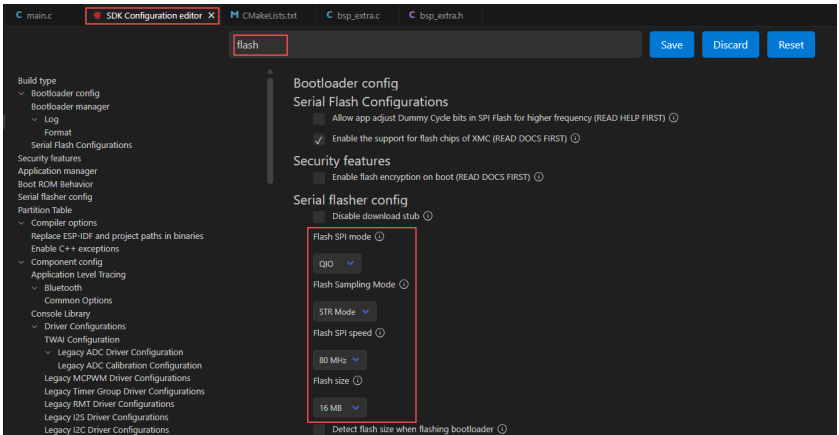 C main.c SDK Configuration editor X M CMakeLists.txt C bsp_extra.c C bsp_extra.h
flash Save Discard Reset
Build type
Bootloader config
Bootloader manager
Log
Format
Serial Flash Configurations
Security features
Application manager
Boot ROM Behavior
Serial flasher config
Partition Table
Compiler options
Replace ESP-IDF and project paths in binaries
Enable C++ exceptions
Component config
Application Level Tracing
Bluetooth
Common Options
Console Library
Driver Configurations
TWAI Configuration
Legacy ADC Driver Configuration
Legacy ADC Calibration Configuration
Legacy MCPWM Driver Configurations
Legacy Timer Group Driver Configurations
Legacy RMT Driver Configurations
Legacy I2S Driver Configurations
Legacy I2C Driver Configurations
Bootloader config
Serial Flash Configurations
Allow app adjust Dummy Cycle bits in SPI Flash for higher frequency (READ HELP FIRST)
Enable the support for flash chips of XMC (READ DOCS FIRST)
Security features
Enable flash encryption on boot (READ DOCS FIRST)
Serial flasher config
Disable download stub
Flash SPI mode
QIO
Flash Sampling Mode
STR Mode
Flash SPI speed
80 MHz
Flash size
16 MB
Detect flash size when flashing bootloader